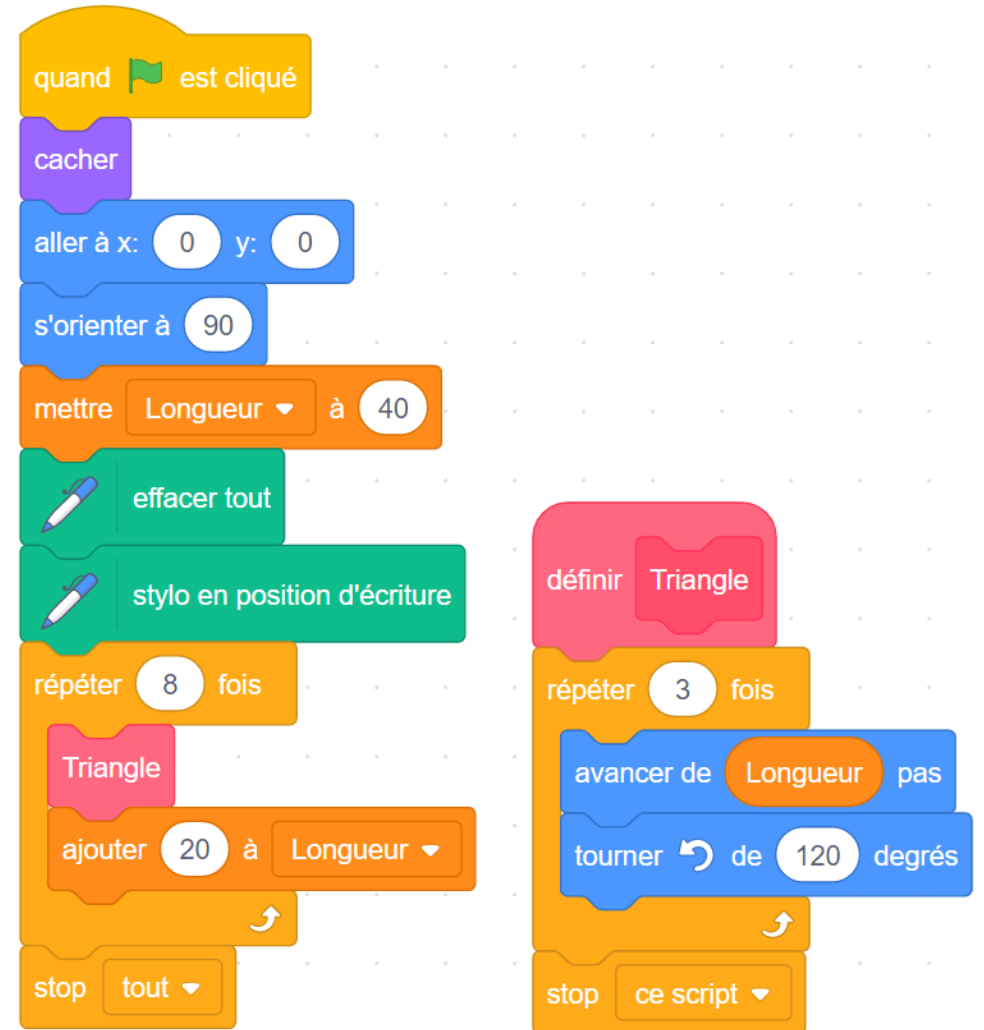 quand est cliqué
cacher
aller à x: 0 y: 0
s'orienter à 90
mettre Longueur à 40
effacer tout
stylo en position d'écriture
répéter 8 fois
Triangle
ajouter 20 à Longueur
stop tout
définir Triangle
répéter 3 fois
avancer de Longueur pas
tourner de 120 degrés
stop ce script